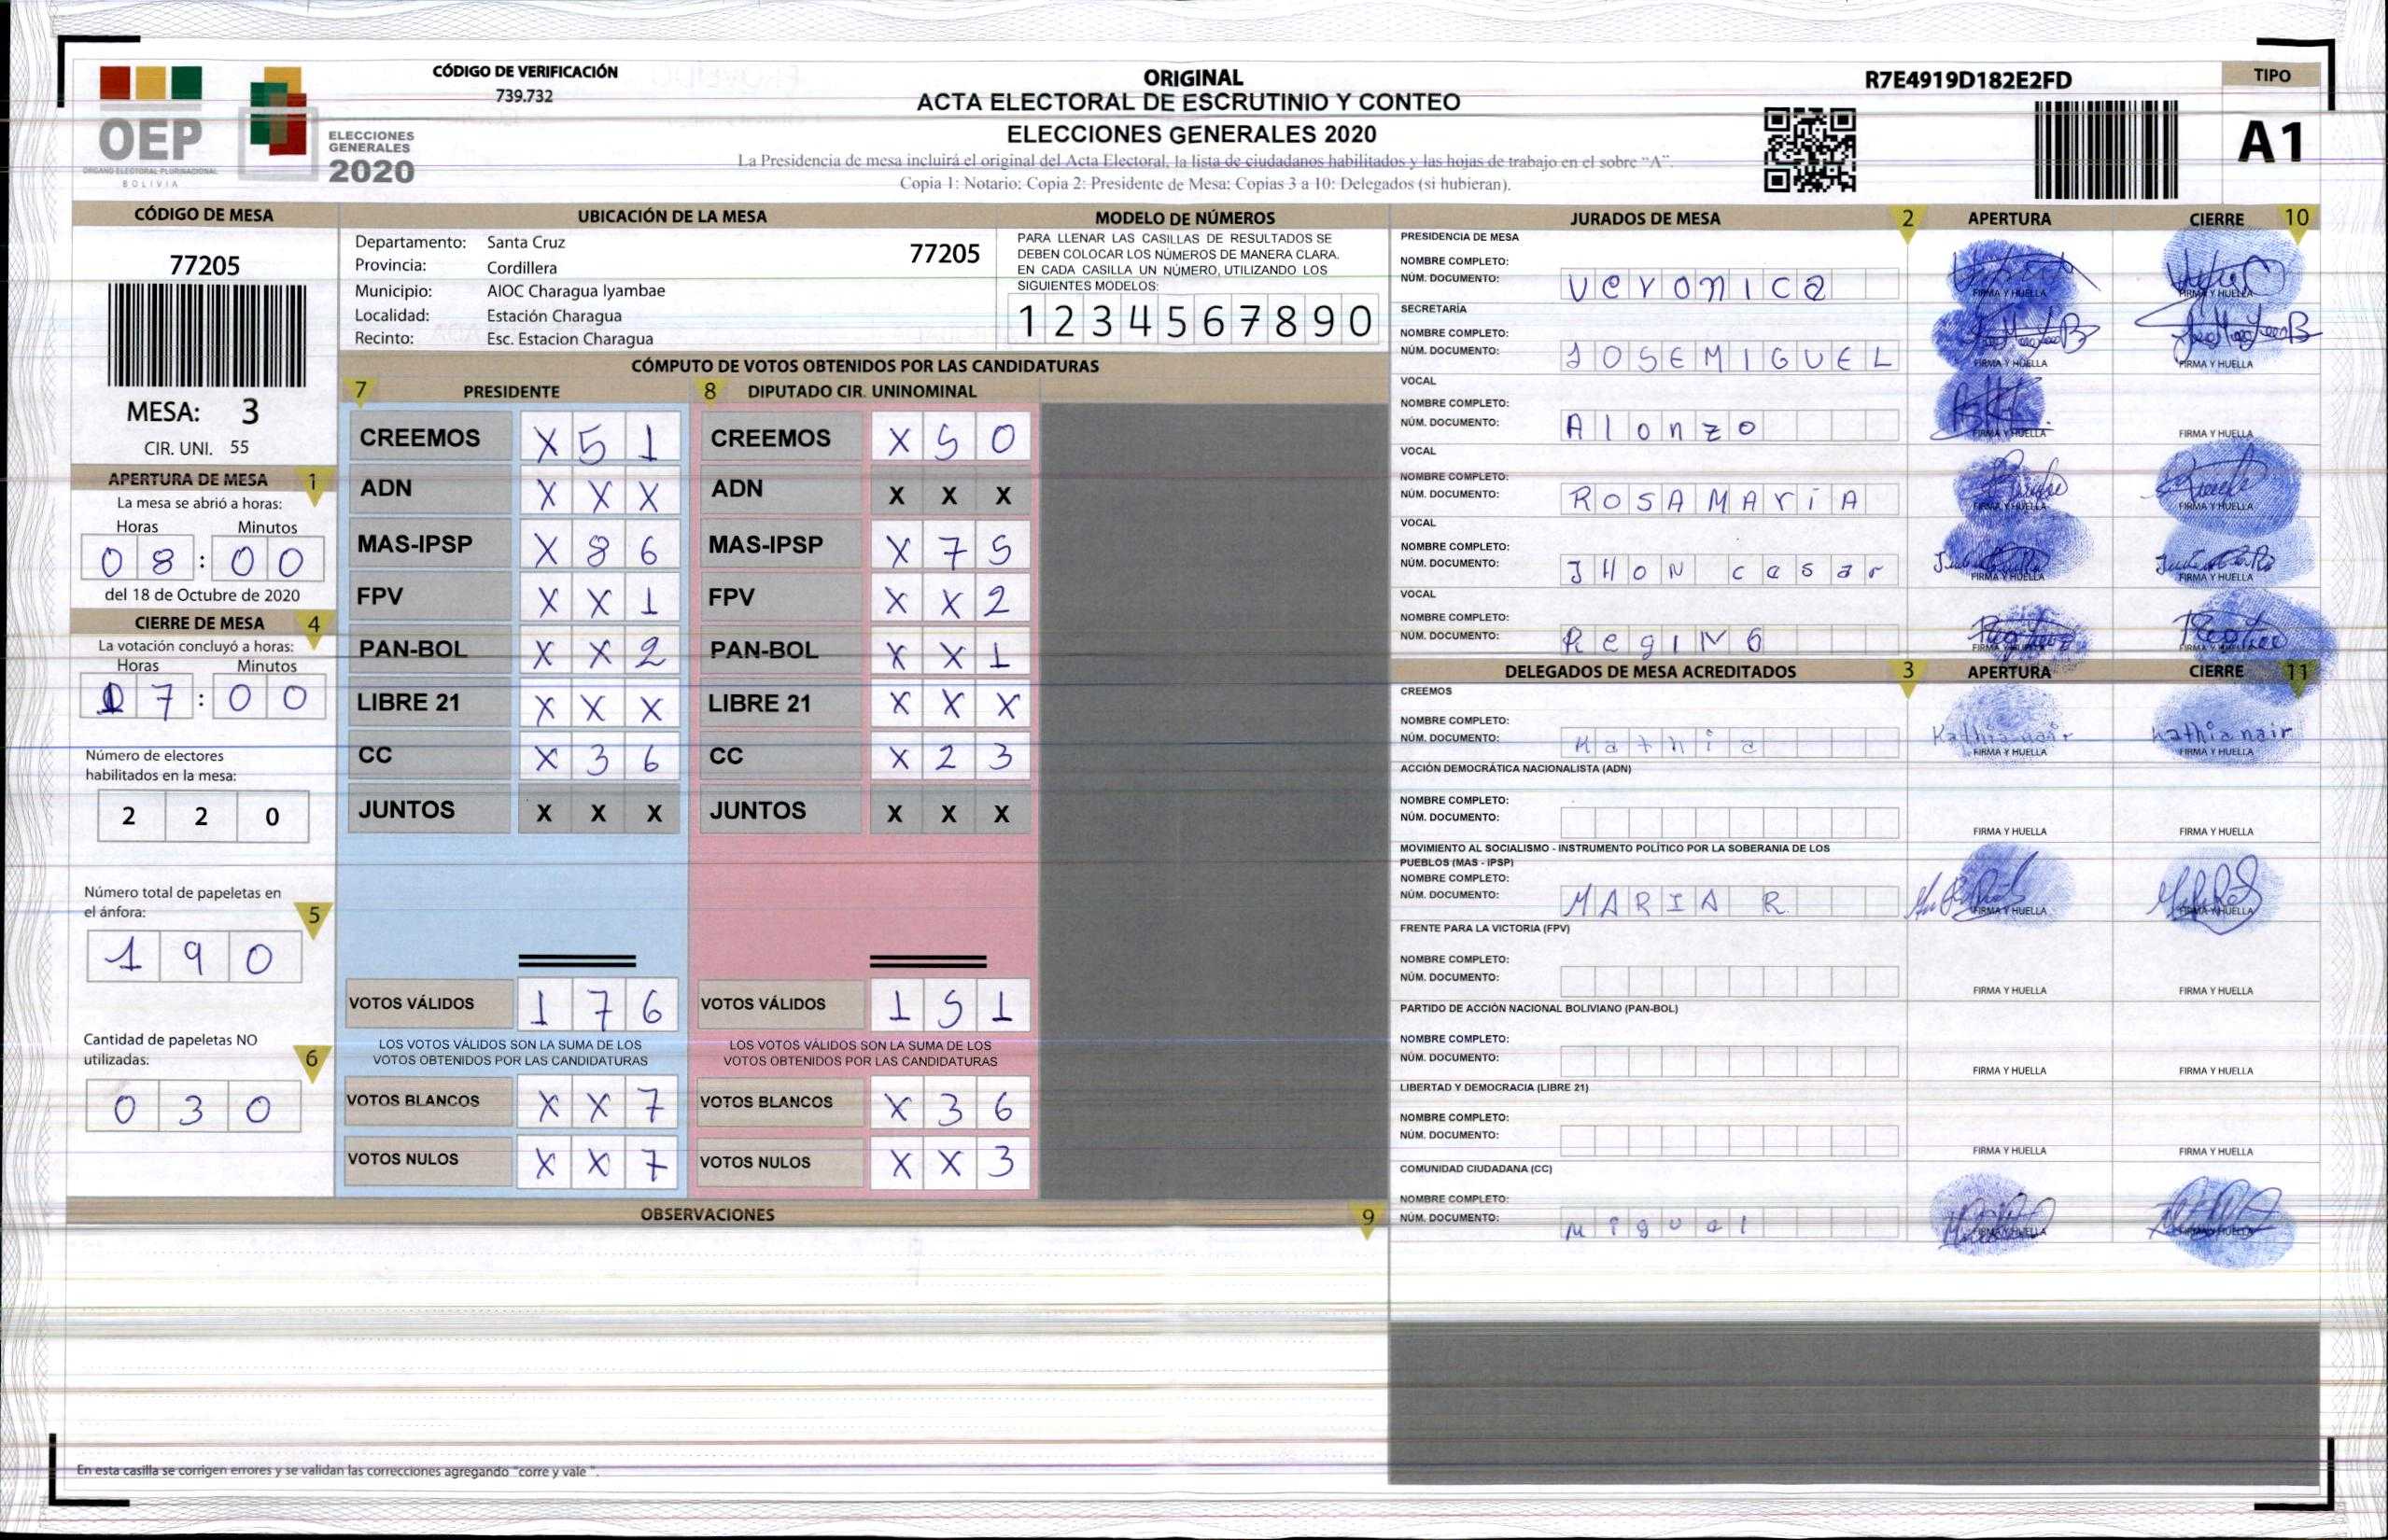 OEP
ÓRGANO ELECTORAL PLURINACIONAL
BOLIVIA
ELECCIONES
GENERALES
2020
CÓDIGO DE VERIFICACIÓN
739.732
ORIGINAL
ACTA ELECTORAL DE ESCRUTINIO Y CONTEO
ELECCIONES GENERALES 2020
La Presidencia de mesa incluirá el original del Acta Electoral, la lista de ciudadanos habilitados y las hojas de trabajo en el sobre "A".
Copia 1: Notario; Copia 2: Presidente de Mesa; Copias 3 a 10: Delegados (si hubieran).
R7E4919D182E2FD
TIPO
A1
CÓDIGO DE MESA
77205
MESA: 3
CIR. UNI. 55
APERTURA DE MESA 1
La mesa se abrió a horas:
Horas Minutos
08:00
del 18 de Octubre de 2020
CIERRE DE MESA 4
La votación concluyó a horas:
Horas Minutos
17:00
Número de electores
habilitados en la mesa:
2 2 0
Número total de papeletas en
el ánfora: 5
1 9 0
Cantidad de papeletas NO
utilizadas: 6
0 3 0
UBICACIÓN DE LA MESA
Departamento: Santa Cruz 77205
Provincia: Cordillera
Municipio: AIOC Charagua Iyambae
Localidad: Estación Charagua
Recinto: Esc. Estacion Charagua
MODELO DE NÚMEROS
PARA LLENAR LAS CASILLAS DE RESULTADOS SE
DEBEN COLOCAR LOS NÚMEROS DE MANERA CLARA.
EN CADA CASILLA UN NÚMERO, UTILIZANDO LOS
SIGUIENTES MODELOS:
1 2 3 4 5 6 7 8 9 0
CÓMPUTO DE VOTOS OBTENIDOS POR LAS CANDIDATURAS
7 PRESIDENTE 8 DIPUTADO CIR. UNINOMINAL
CREEMOS X 5 1 CREEMOS X 5 0
ADN X X X ADN X X X
MAS-IPSP X 8 6 MAS-IPSP X 7 5
FPV X X 1 FPV X X 2
PAN-BOL X X 2 PAN-BOL X X 1
LIBRE 21 X X X LIBRE 21 X X X
CC X 3 6 CC X 2 3
JUNTOS X X X JUNTOS X X X
VOTOS VÁLIDOS 1 7 6 VOTOS VÁLIDOS 1 5 1
LOS VOTOS VÁLIDOS SON LA SUMA DE LOS LOS VOTOS VÁLIDOS SON LA SUMA DE LOS
VOTOS OBTENIDOS POR LAS CANDIDATURAS VOTOS OBTENIDOS POR LAS CANDIDATURAS
VOTOS BLANCOS X X 7 VOTOS BLANCOS X 3 6
VOTOS NULOS X X 7 VOTOS NULOS X X 3
OBSERVACIONES 9
En esta casilla se corrigen errores y se validan las correcciones agregando "corre y vale".
JURADOS DE MESA 2 APERTURA CIERRE 10
PRESIDENCIA DE MESA
NOMBRE COMPLETO:
NÚM. DOCUMENTO: veronica FIRMA Y HUELLA FIRMA Y HUELLA
SECRETARÍA
NOMBRE COMPLETO:
NÚM. DOCUMENTO: JOSEMIGUEL FIRMA Y HUELLA FIRMA Y HUELLA
VOCAL
NOMBRE COMPLETO:
NÚM. DOCUMENTO: Alonzo FIRMA Y HUELLA FIRMA Y HUELLA
VOCAL
NOMBRE COMPLETO:
NÚM. DOCUMENTO: ROSAMARiA FIRMA Y HUELLA FIRMA Y HUELLA
VOCAL
NOMBRE COMPLETO:
NÚM. DOCUMENTO: JHON cesar FIRMA Y HUELLA FIRMA Y HUELLA
VOCAL
NOMBRE COMPLETO:
NÚM. DOCUMENTO: RegINO FIRMA Y HUELLA FIRMA Y HUELLA
DELEGADOS DE MESA ACREDITADOS 3 APERTURA CIERRE 11
CREEMOS
NOMBRE COMPLETO:
NÚM. DOCUMENTO: Kathia Kathia nair FIRMA Y HUELLA Kathia nair FIRMA Y HUELLA
ACCIÓN DEMOCRÁTICA NACIONALISTA (ADN)
NOMBRE COMPLETO:
NÚM. DOCUMENTO: FIRMA Y HUELLA FIRMA Y HUELLA
MOVIMIENTO AL SOCIALISMO - INSTRUMENTO POLÍTICO POR LA SOBERANIA DE LOS
PUEBLOS (MAS - IPSP)
NOMBRE COMPLETO:
NÚM. DOCUMENTO: MARIA R. FIRMA Y HUELLA FIRMA Y HUELLA
FRENTE PARA LA VICTORIA (FPV)
NOMBRE COMPLETO:
NÚM. DOCUMENTO: FIRMA Y HUELLA FIRMA Y HUELLA
PARTIDO DE ACCIÓN NACIONAL BOLIVIANO (PAN-BOL)
NOMBRE COMPLETO:
NÚM. DOCUMENTO: FIRMA Y HUELLA FIRMA Y HUELLA
LIBERTAD Y DEMOCRACIA (LIBRE 21)
NOMBRE COMPLETO:
NÚM. DOCUMENTO: FIRMA Y HUELLA FIRMA Y HUELLA
COMUNIDAD CIUDADANA (CC)
NOMBRE COMPLETO:
NÚM. DOCUMENTO: Miguel FIRMA Y HUELLA FIRMA Y HUELLA